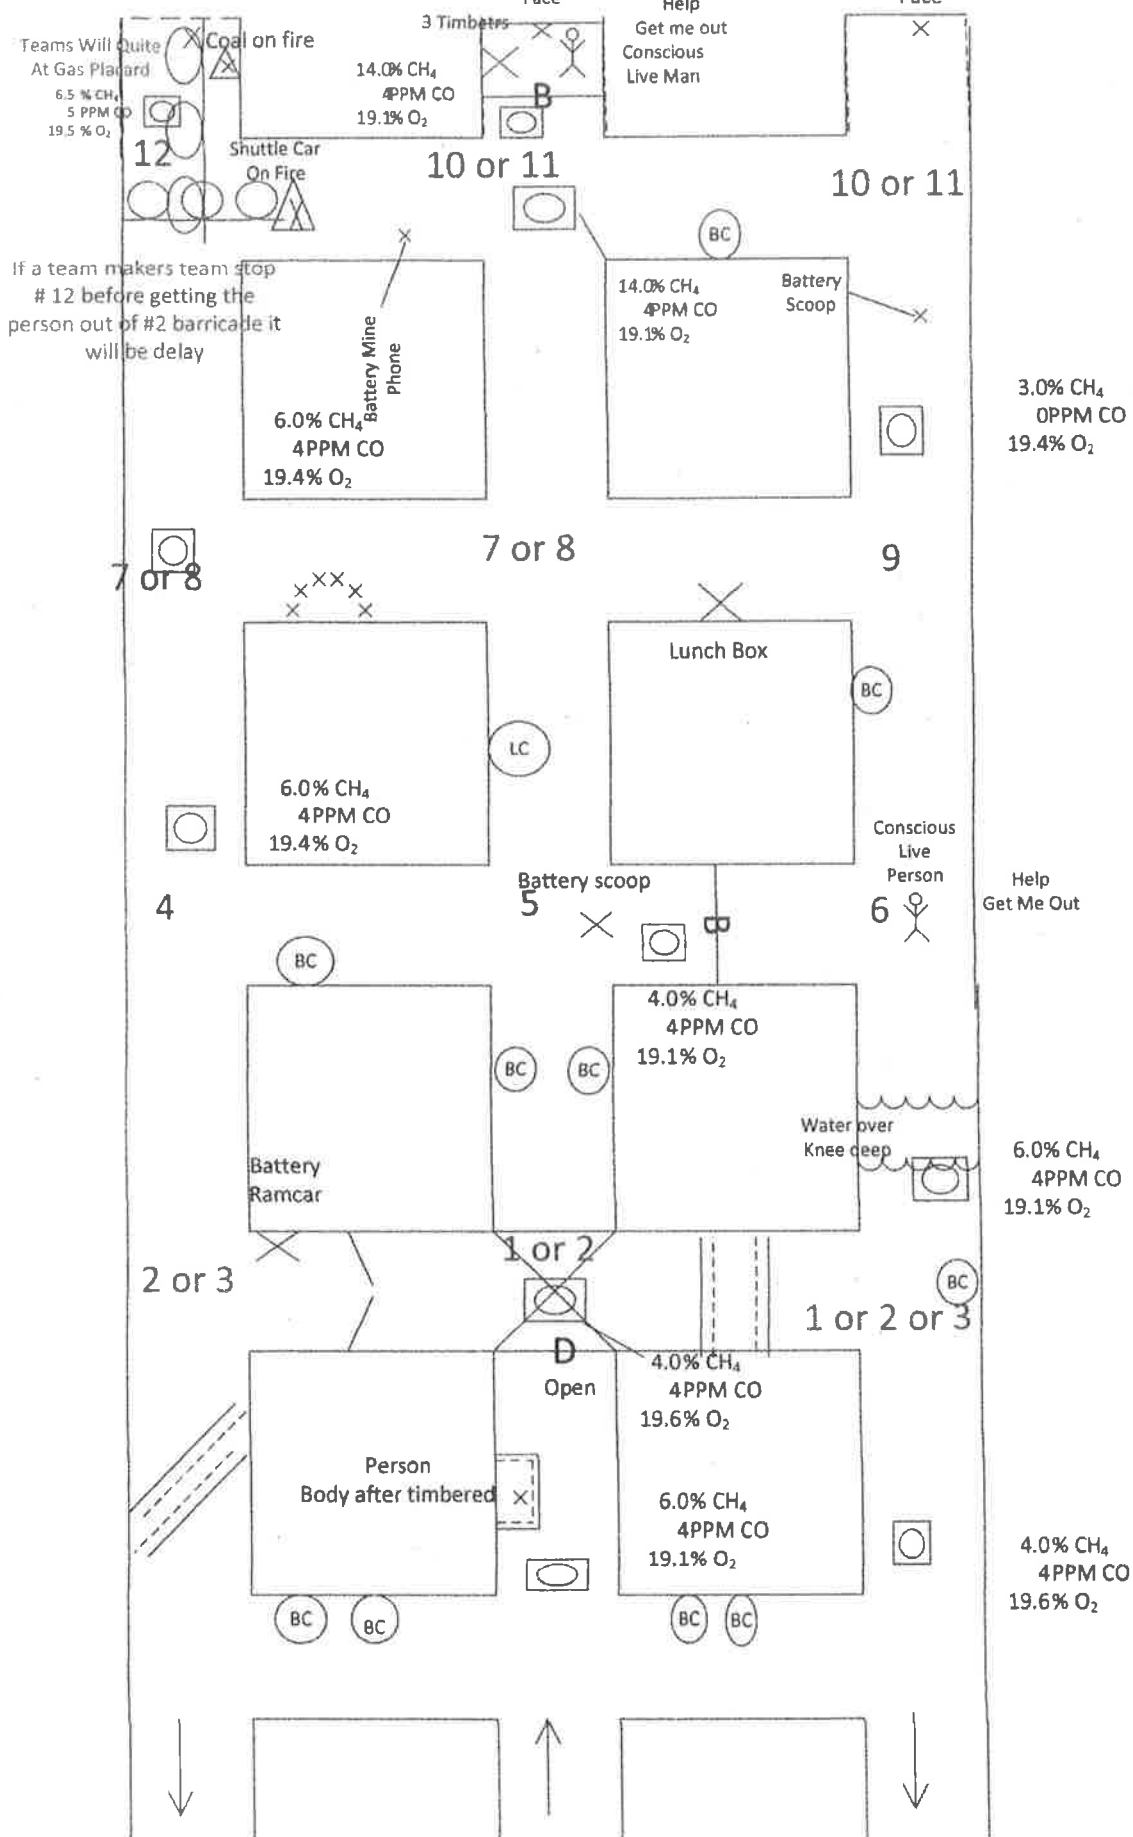 Help
3 Timbetrs
Get me out
Conscious
Live Man
Teams Will Quite
At Gas Placard
6.5 % CH₄
5 PPM CO
19.5 % O₂
Coal on fire
14.0% CH₄
4PPM CO
19.1% O₂
B
12
Shuttle Car
On Fire
10 or 11
10 or 11
BC
If a team makers team stop
# 12 before getting the
person out of #2 barricade it
will be delay
14.0% CH₄
4PPM CO
19.1% O₂
Battery
Scoop
Battery Mine
Phone
6.0% CH₄
4PPM CO
19.4% O₂
3.0% CH₄
0PPM CO
19.4% O₂
7 or 8
7 or 8
9
Lunch Box
BC
LC
6.0% CH₄
4PPM CO
19.4% O₂
Conscious
Live
Person
Help
Get Me Out
4
Battery scoop
5
B
6
BC
4.0% CH₄
4PPM CO
19.1% O₂
BC
BC
Water over
Knee deep
6.0% CH₄
4PPM CO
19.1% O₂
Battery
Ramcar
2 or 3
1 or 2
BC
1 or 2 or 3
D
Open
4.0% CH₄
4PPM CO
19.6% O₂
Person
Body after timbered
6.0% CH₄
4PPM CO
19.1% O₂
4.0% CH₄
4PPM CO
19.6% O₂
BC
BC
BC
BC